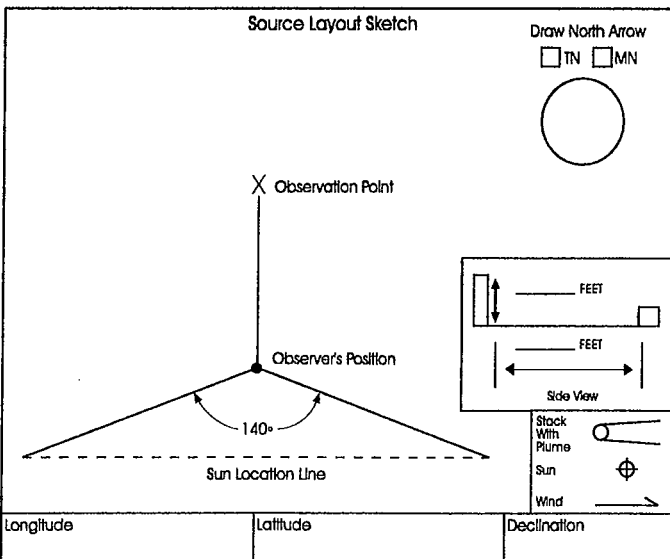 Source Layout Sketch
Draw North Arrow
TN MN
X Observation Point
FEET
Observer's Position
FEET
Side View
140°
Sun Location Line
Stack
With
Plume
Sun
Wind
Longitude
Latitude
Declination